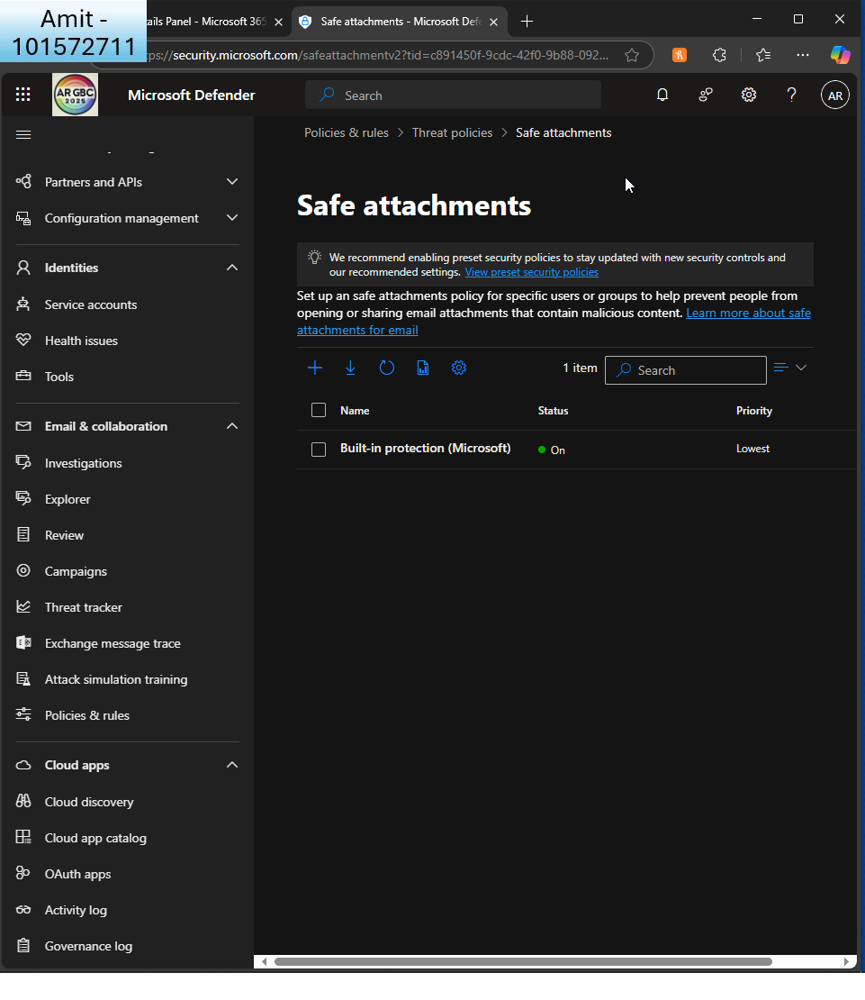 Amit -
101572711
ails Panel - Microsoft 365
Safe attachments - Microsoft Def
ps://security.microsoft.com/safeattachmentv2?tid=c891450f-9cdc-42f0-9b88-092...
AR GBC
2025
Microsoft Defender
Search
AR
Policies & rules > Threat policies > Safe attachments
Partners and APIs
Configuration management
Identities
Service accounts
Health issues
Tools
Email & collaboration
Investigations
Explorer
Review
Campaigns
Threat tracker
Exchange message trace
Attack simulation training
Policies & rules
Cloud apps
Cloud discovery
Cloud app catalog
OAuth apps
Activity log
Governance log
Safe attachments
We recommend enabling preset security policies to stay updated with new security controls and
our recommended settings. View preset security policies
Set up an safe attachments policy for specific users or groups to help prevent people from
opening or sharing email attachments that contain malicious content. Learn more about safe
attachments for email
1 item
Search
Name Status Priority
Built-in protection (Microsoft) On Lowest